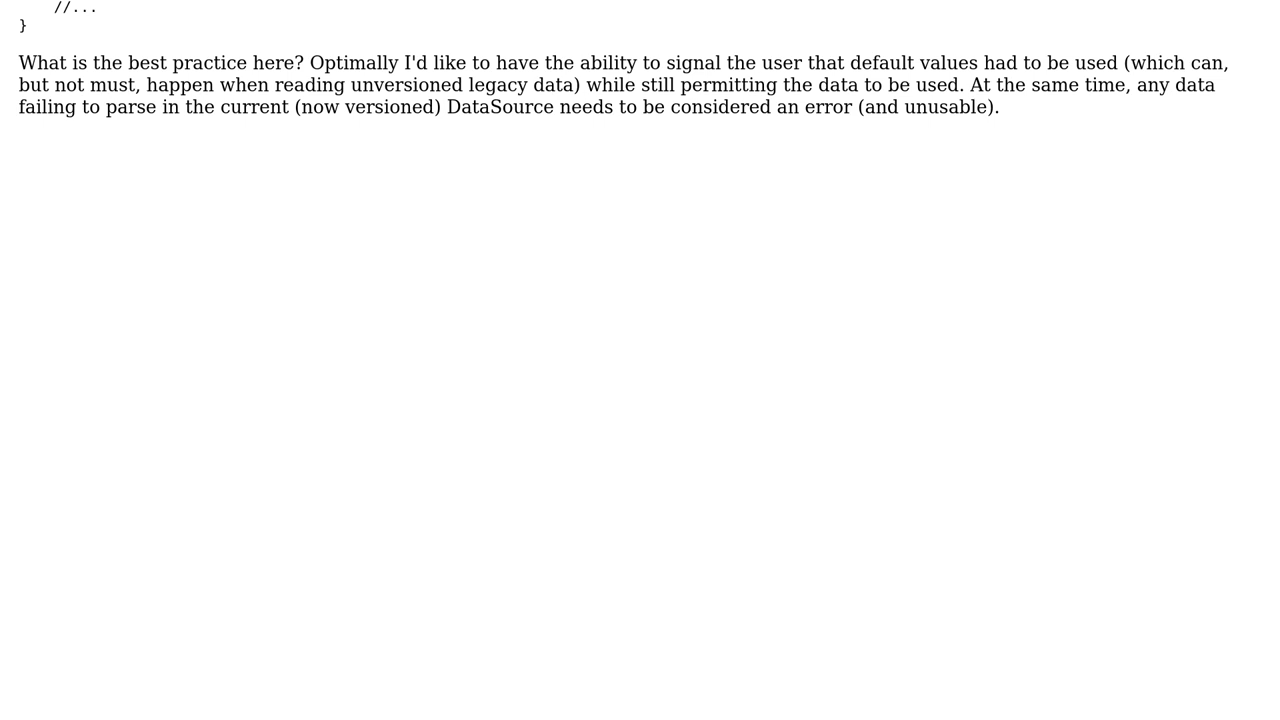 //...
}
What is the best practice here? Optimally I'd like to have the ability to signal the user that default values had to be used (which can,
but not must, happen when reading unversioned legacy data) while still permitting the data to be used. At the same time, any data
failing to parse in the current (now versioned) DataSource needs to be considered an error (and unusable).